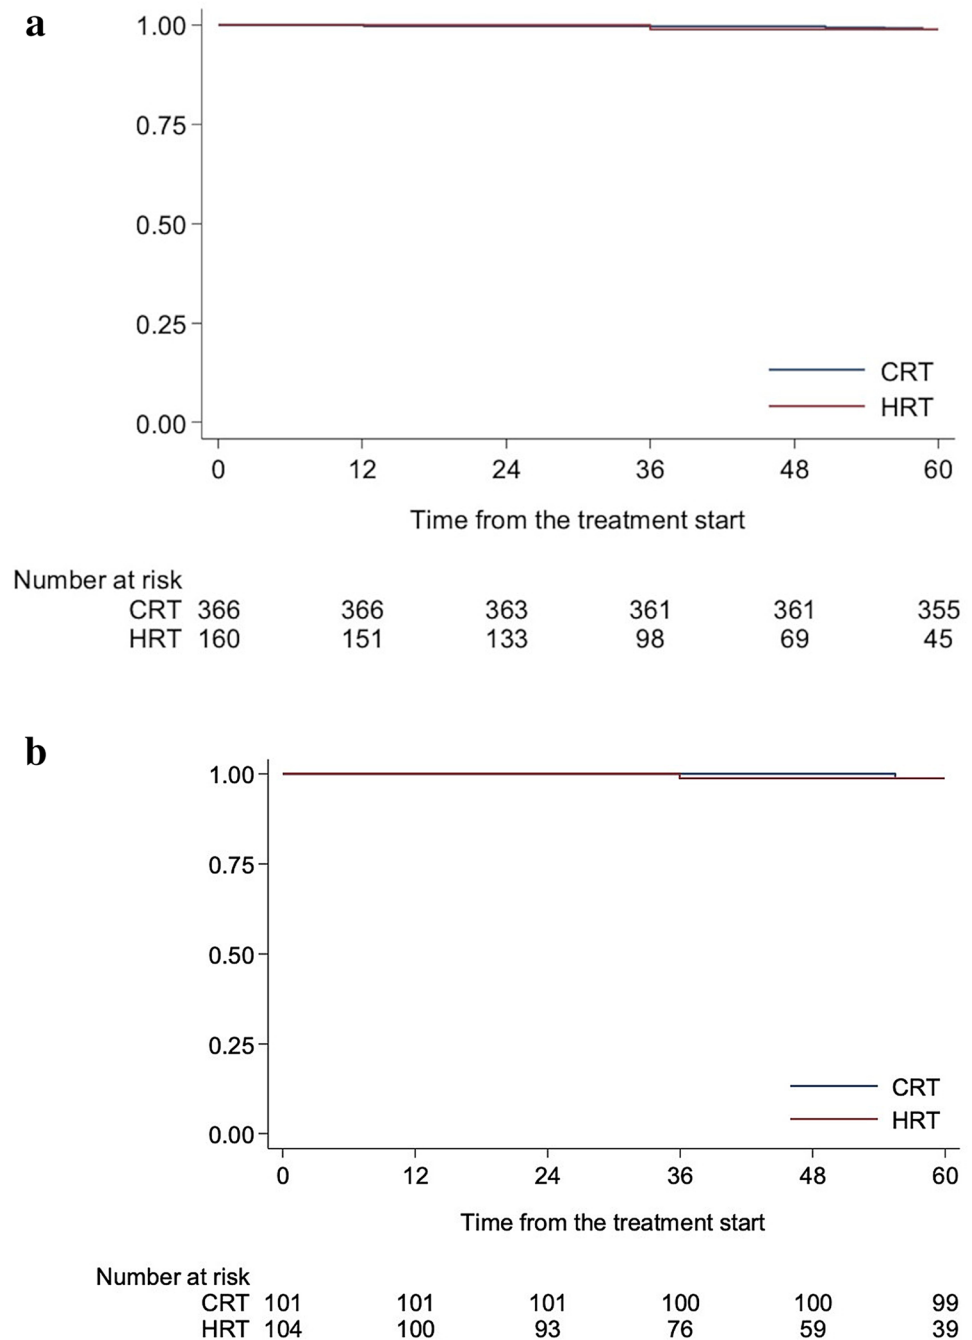 a
1.00
0.75
0.50
0.25
0.00
CRT
HRT
0 12 24 36 48 60
Time from the treatment start
Number at risk
CRT 366 366 363 361 361 355
HRT 160 151 133 98 69 45
b
1.00
0.75
0.50
0.25
0.00
CRT
HRT
0 12 24 36 48 60
Time from the treatment start
Number at risk
CRT 101 101 101 100 100 99
HRT 104 100 93 76 59 39